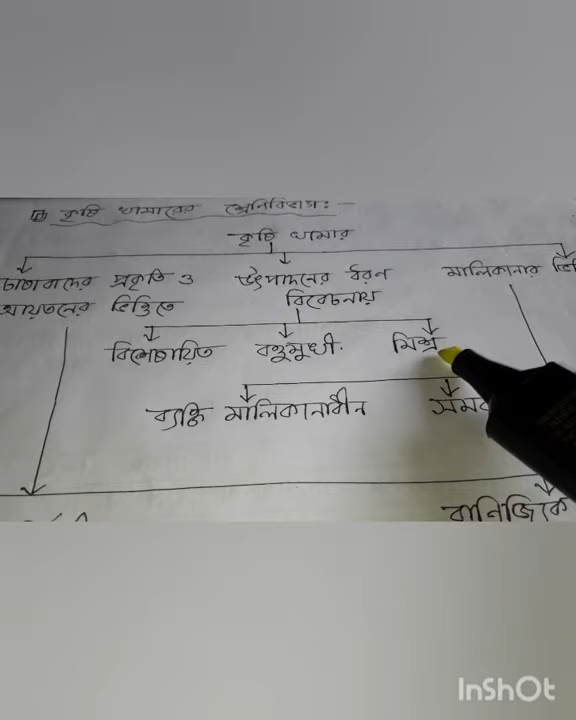 কৃষি খামারের শ্রেনিবিভাগ:-
কৃষি খামার
চাষাবাদের প্রকৃতি ও আয়তনের ভিত্তিতে
উৎপাদনের ধরন বিবেচনায়
মালিকানার
বিশেষায়িত বহুমুখী. মিশ্র
ব্যক্তি মালিকানাধীন
বানিজিকে
InShOt